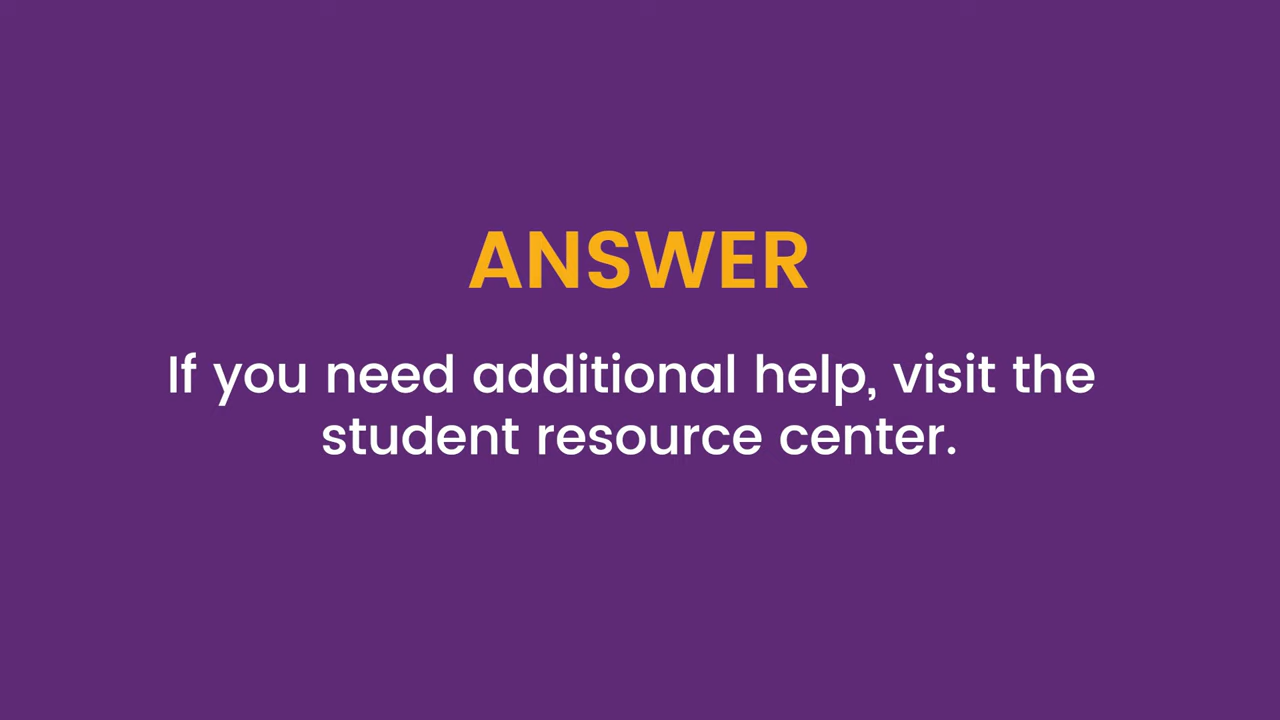 ANSWER
If you need additional help, visit the
student resource center.